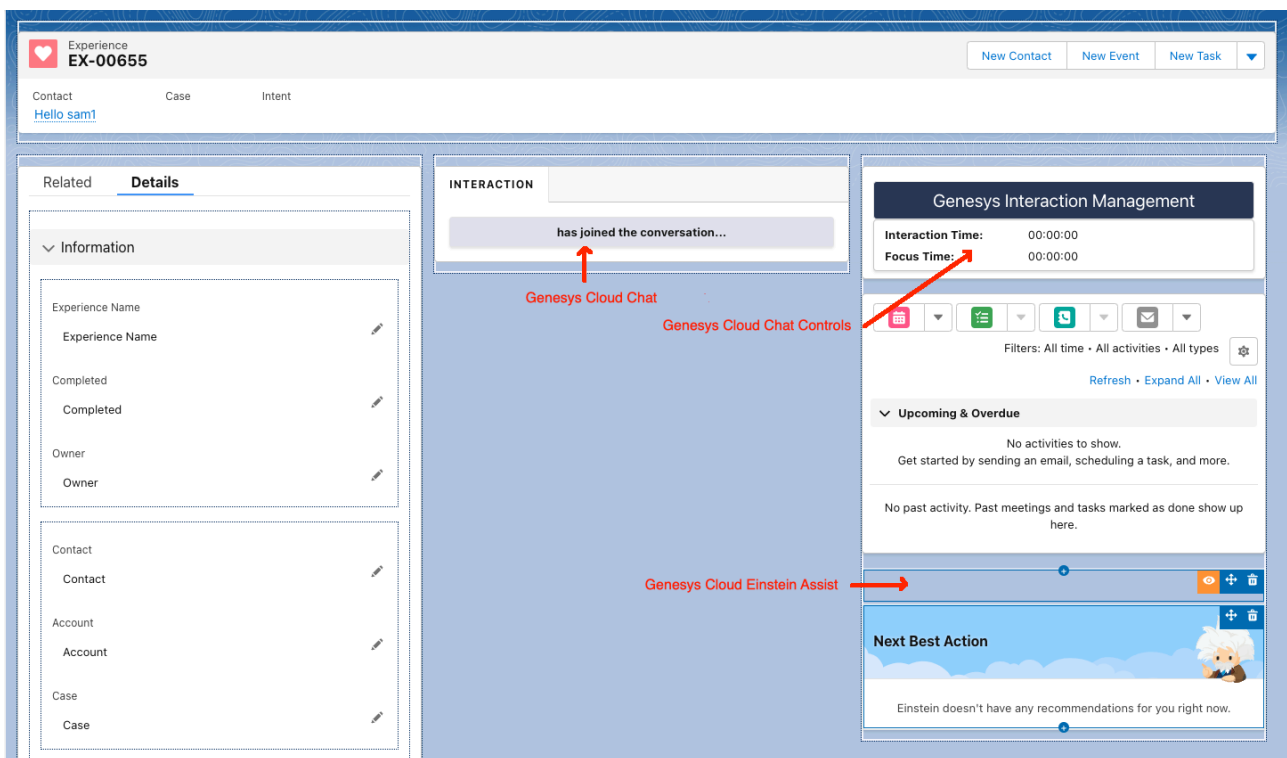 Experience
EX-00655
New Contact
New Event
New Task
Contact
Case
Intent
Hello sam1
Related
Details
Information
Experience Name
Experience Name
Completed
Completed
Owner
Owner
Contact
Contact
Account
Account
Case
Case
INTERACTION
has joined the conversation...
Genesys Cloud Chat
Genesys Cloud Chat Controls
Genesys Cloud Einstein Assist
Genesys Interaction Management
Interaction Time: 00:00:00
Focus Time: 00:00:00
Filters: All time • All activities • All types
Refresh • Expand All • View All
Upcoming & Overdue
No activities to show.
Get started by sending an email, scheduling a task, and more.
No past activity. Past meetings and tasks marked as done show up
here.
Next Best Action
Einstein doesn't have any recommendations for you right now.